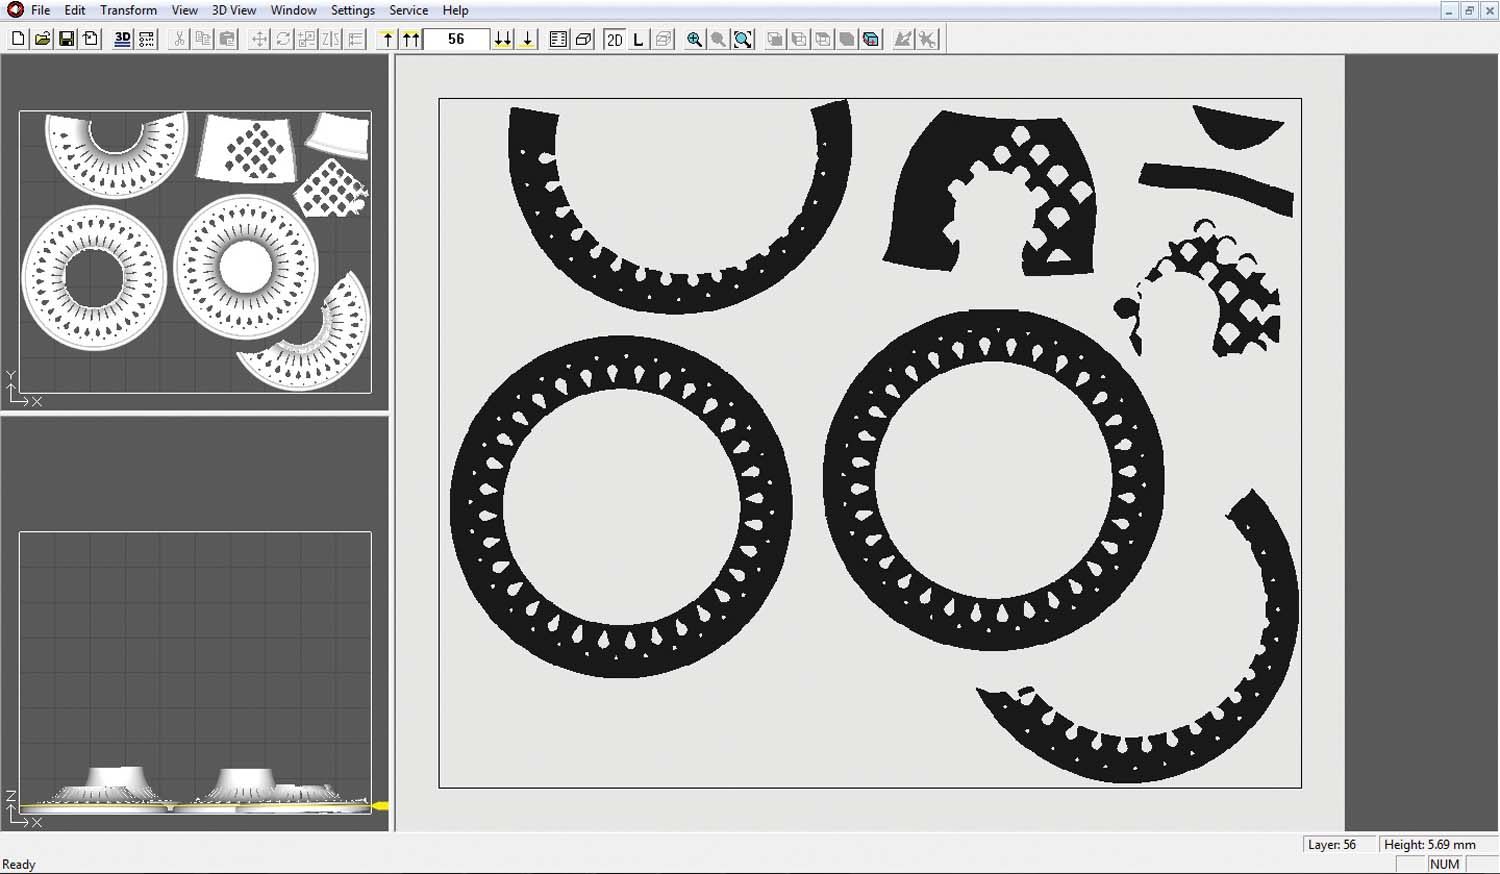 File Edit Transform View 3D View Window Settings Service Help
3D 56 2D L
Y
X
Z
X
Layer: 56 Height: 5.69 mm
Ready NUM